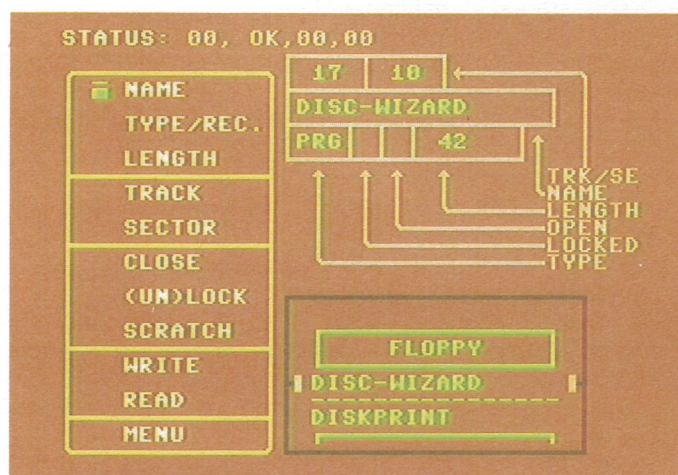 STATUS: 00, OK,00,00
NAME
TYPE/REC.
LENGTH
TRACK
SECTOR
CLOSE
(UN)LOCK
SCRATCH
WRITE
READ
MENU
17 10
DISC-WIZARD
PRG 42
TRK/SE
NAME
LENGTH
OPEN
LOCKED
TYPE
FLOPPY
DISC-WIZARD
DISKPRINT